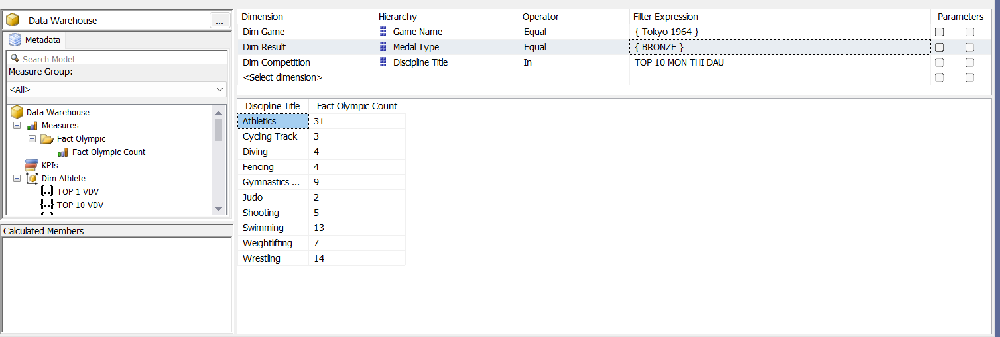 Data Warehouse
...
Metadata
Search Model
Measure Group:
<All>
Data Warehouse
Measures
Fact Olympic
Fact Olympic Count
KPIs
Dim Athlete
TOP 1 VDV
TOP 10 VDV
Calculated Members
Dimension Hierarchy Operator Filter Expression Parameters
Dim Game Game Name Equal { Tokyo 1964 }
Dim Result Medal Type Equal { BRONZE }
Dim Competition Discipline Title In TOP 10 MON THI DAU
<Select dimension>
Discipline Title Fact Olympic Count
Athletics 31
Cycling Track 3
Diving 4
Fencing 4
Gymnastics ... 9
Judo 2
Shooting 5
Swimming 13
Weightlifting 7
Wrestling 14